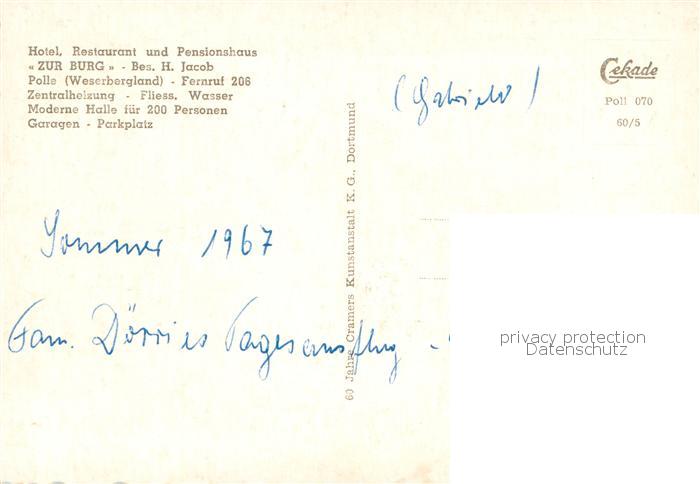 Hotel, Restaurant und Pensionshaus
« ZUR BURG » - Bes. H. Jacob
Polle (Weserbergland) - Fernruf 206
Zentralheizung - Fliess. Wasser
Moderne Halle für 200 Personen
Garagen - Parkplatz
60 Jahre Cramers Kunstanstalt K. G., Dortmund
Cekade
Poll 070
60/5
Sommer 1967
Fam. Dörries Tagesausflug -
privacy protection
Datenschutz